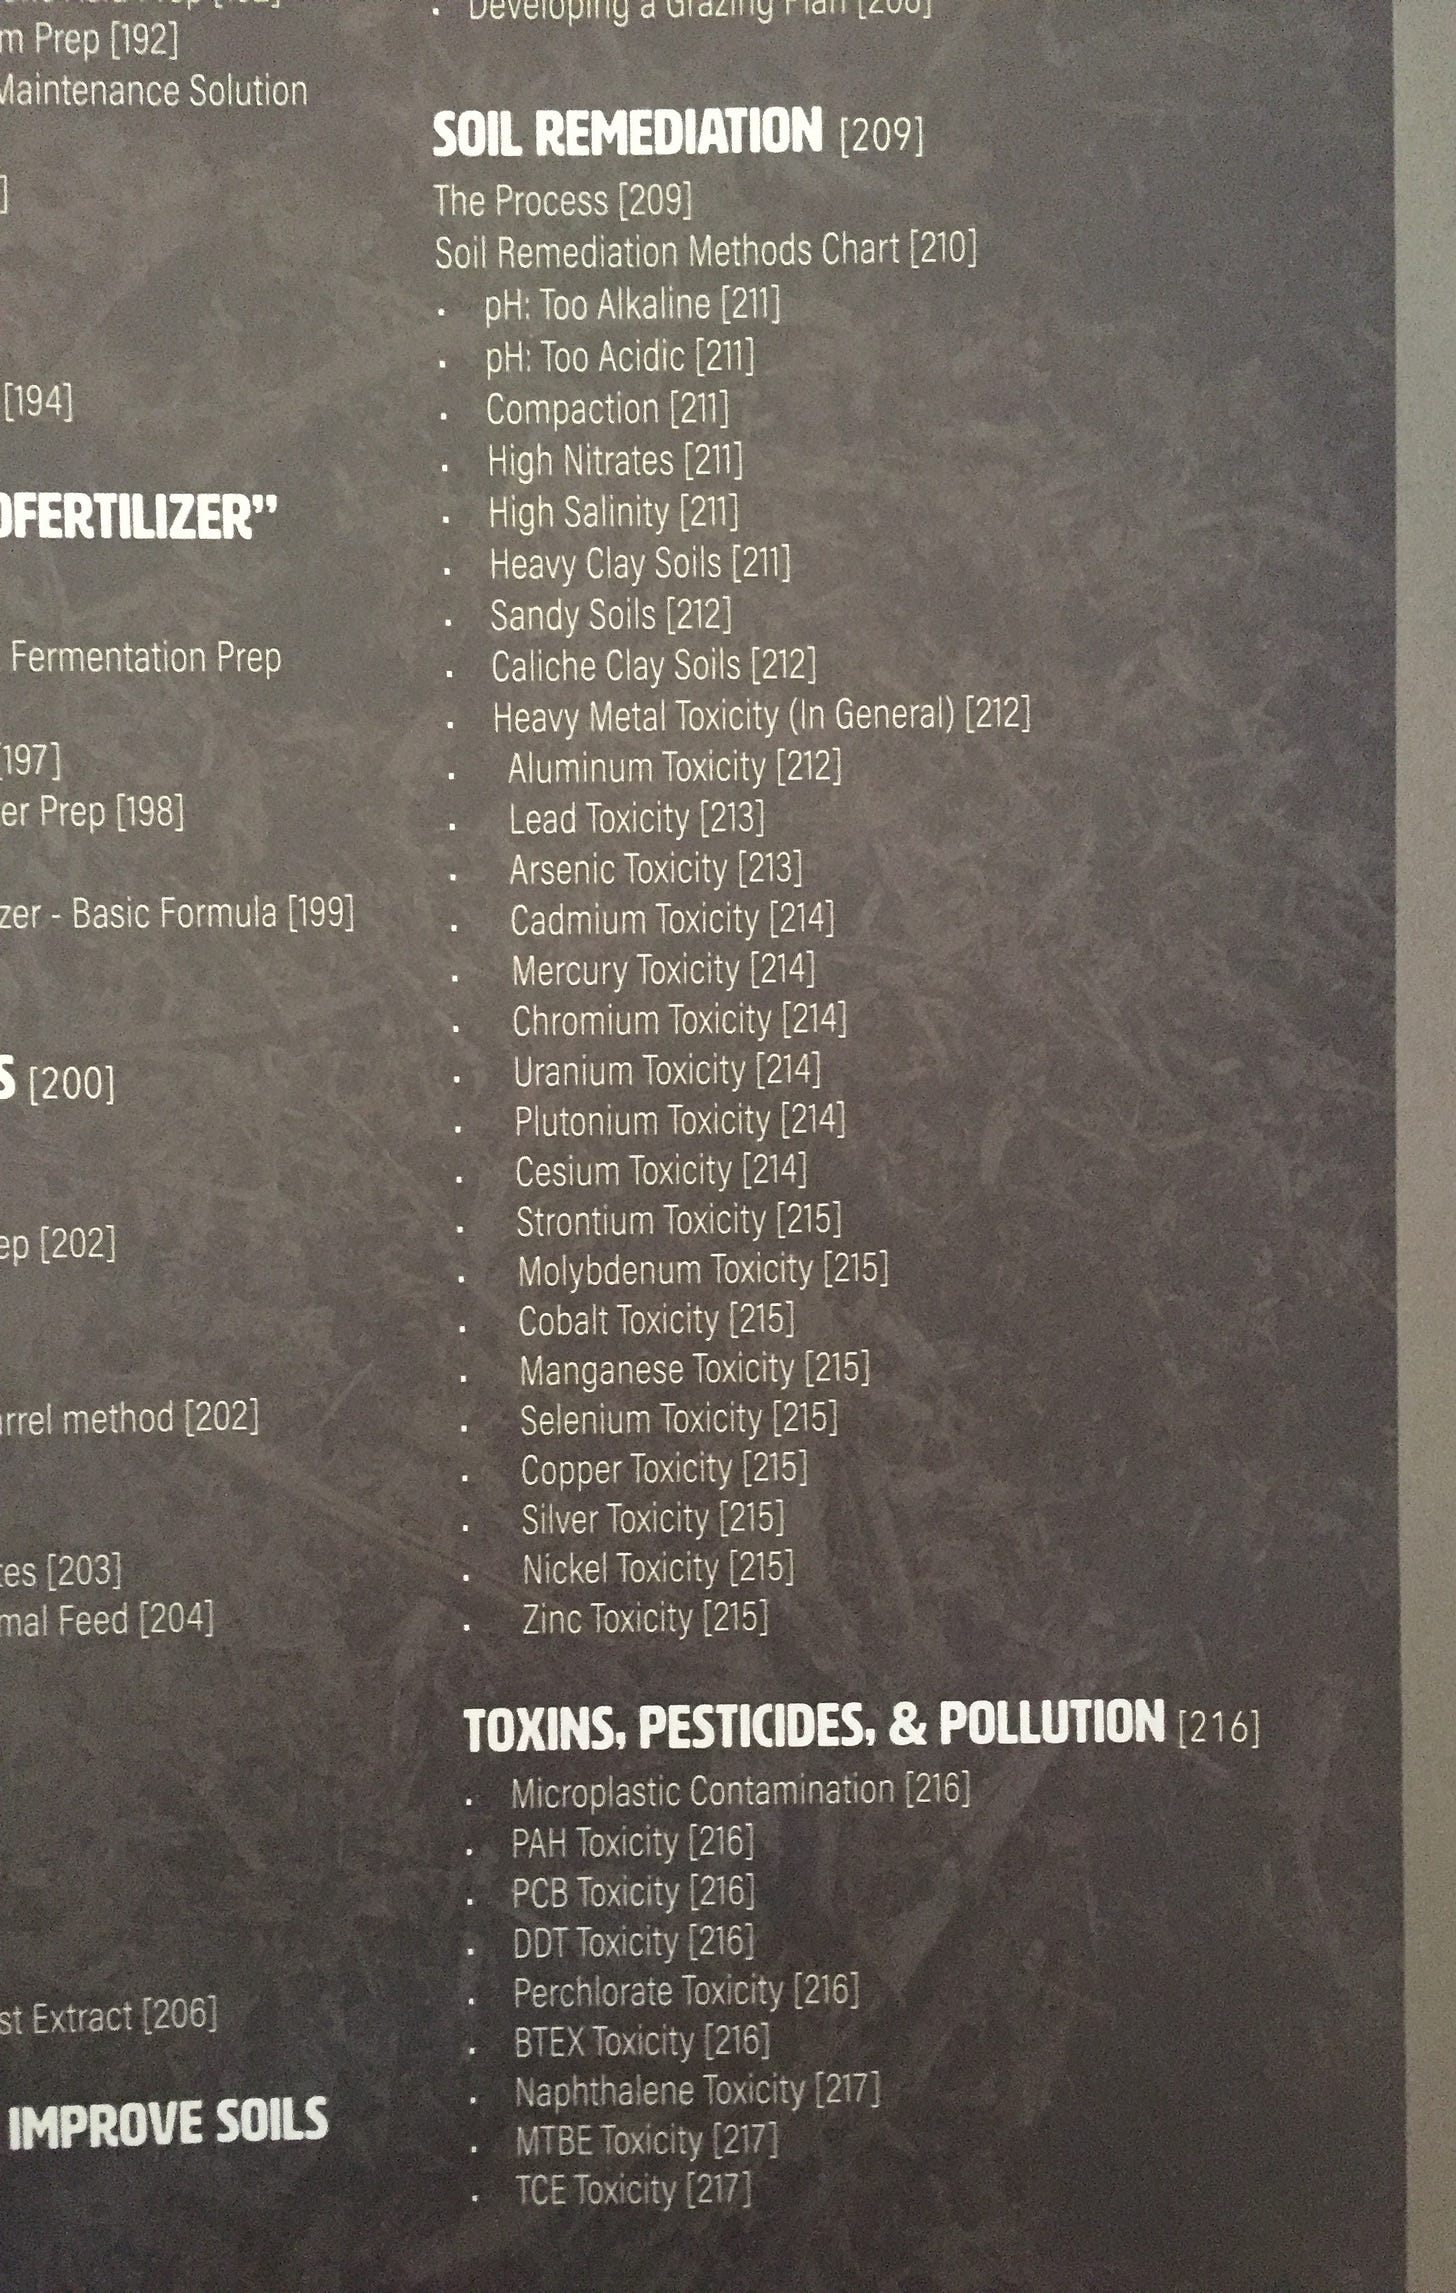 m Prep [192]
Maintenance Solution
]
[194]
OFERTILIZER”
Fermentation Prep
[197]
er Prep [198]
zer - Basic Formula [199]
S [200]
ep [202]
rrel method [202]
tes [203]
mal Feed [204]
st Extract [206]
IMPROVE SOILS
Developing a Grazing Plan [208]
SOIL REMEDIATION [209]
The Process [209]
Soil Remediation Methods Chart [210]
• pH: Too Alkaline [211]
• pH: Too Acidic [211]
• Compaction [211]
• High Nitrates [211]
• High Salinity [211]
• Heavy Clay Soils [211]
• Sandy Soils [212]
• Caliche Clay Soils [212]
• Heavy Metal Toxicity (In General) [212]
• Aluminum Toxicity [212]
• Lead Toxicity [213]
• Arsenic Toxicity [213]
• Cadmium Toxicity [214]
• Mercury Toxicity [214]
• Chromium Toxicity [214]
• Uranium Toxicity [214]
• Plutonium Toxicity [214]
• Cesium Toxicity [214]
• Strontium Toxicity [215]
• Molybdenum Toxicity [215]
• Cobalt Toxicity [215]
• Manganese Toxicity [215]
• Selenium Toxicity [215]
• Copper Toxicity [215]
• Silver Toxicity [215]
• Nickel Toxicity [215]
• Zinc Toxicity [215]
TOXINS, PESTICIDES, & POLLUTION [216]
• Microplastic Contamination [216]
• PAH Toxicity [216]
• PCB Toxicity [216]
• DDT Toxicity [216]
• Perchlorate Toxicity [216]
• BTEX Toxicity [216]
• Naphthalene Toxicity [217]
• MTBE Toxicity [217]
• TCE Toxicity [217]